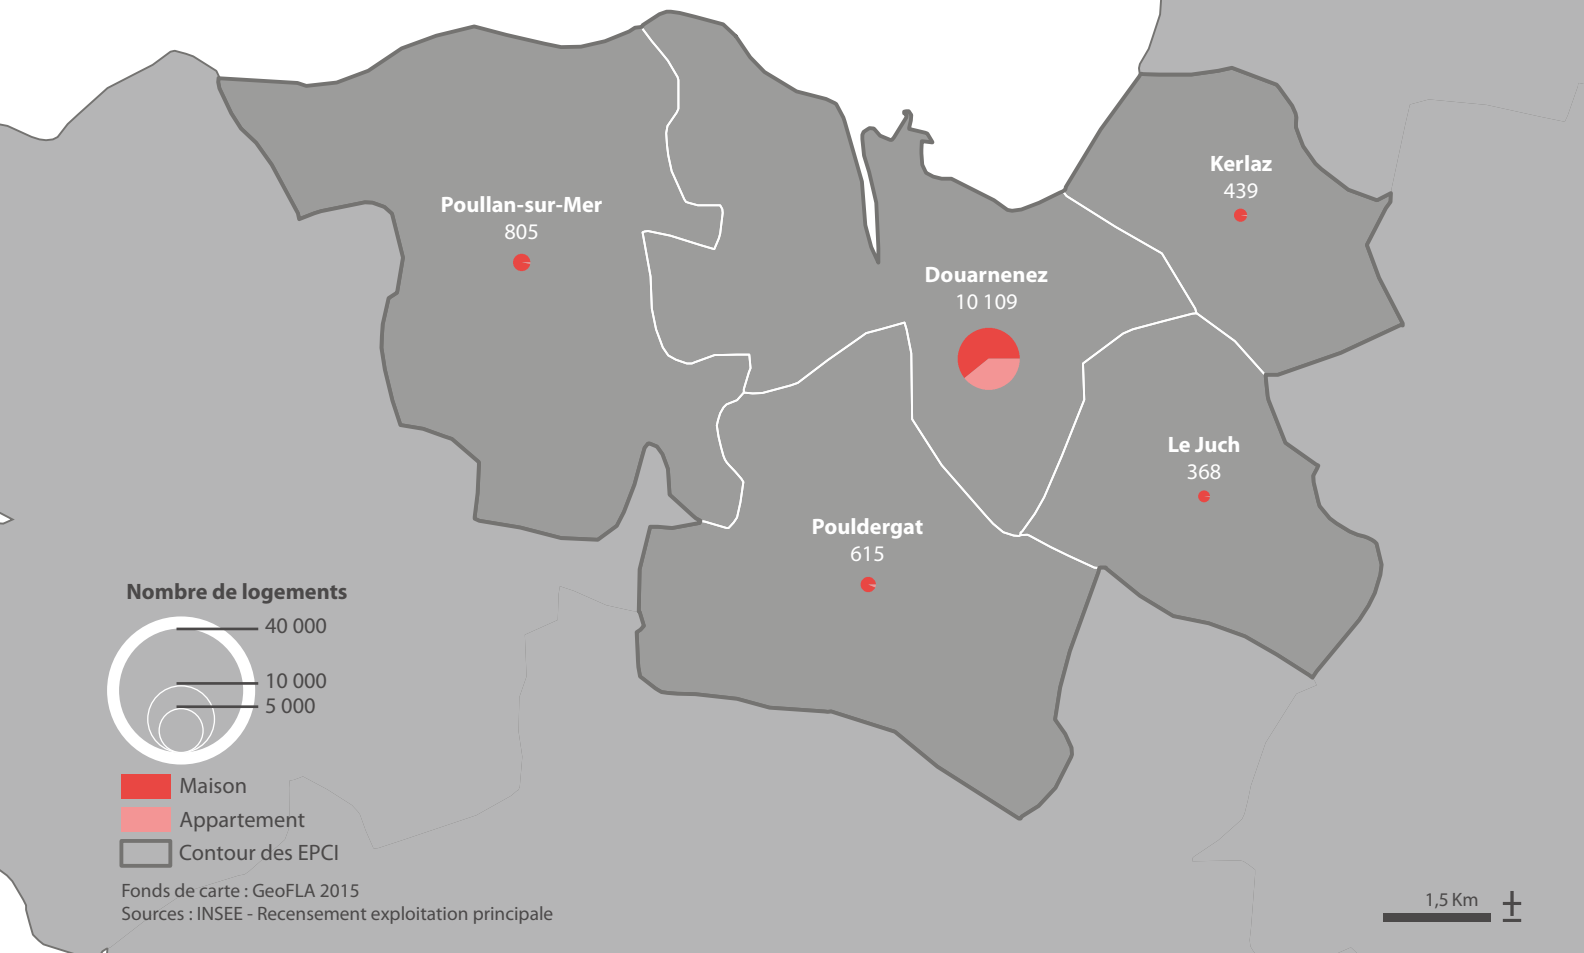 Kerlaz
439
Poullan-sur-Mer
805
Douarnenez
10 109
Le Juch
368
Pouldergat
615
Nombre de logements
40 000
10 000
5 000
Maison
Appartement
Contour des EPCI
Fonds de carte : GeoFLA 2015
Sources : INSEE - Recensement exploitation principale
1,5 Km